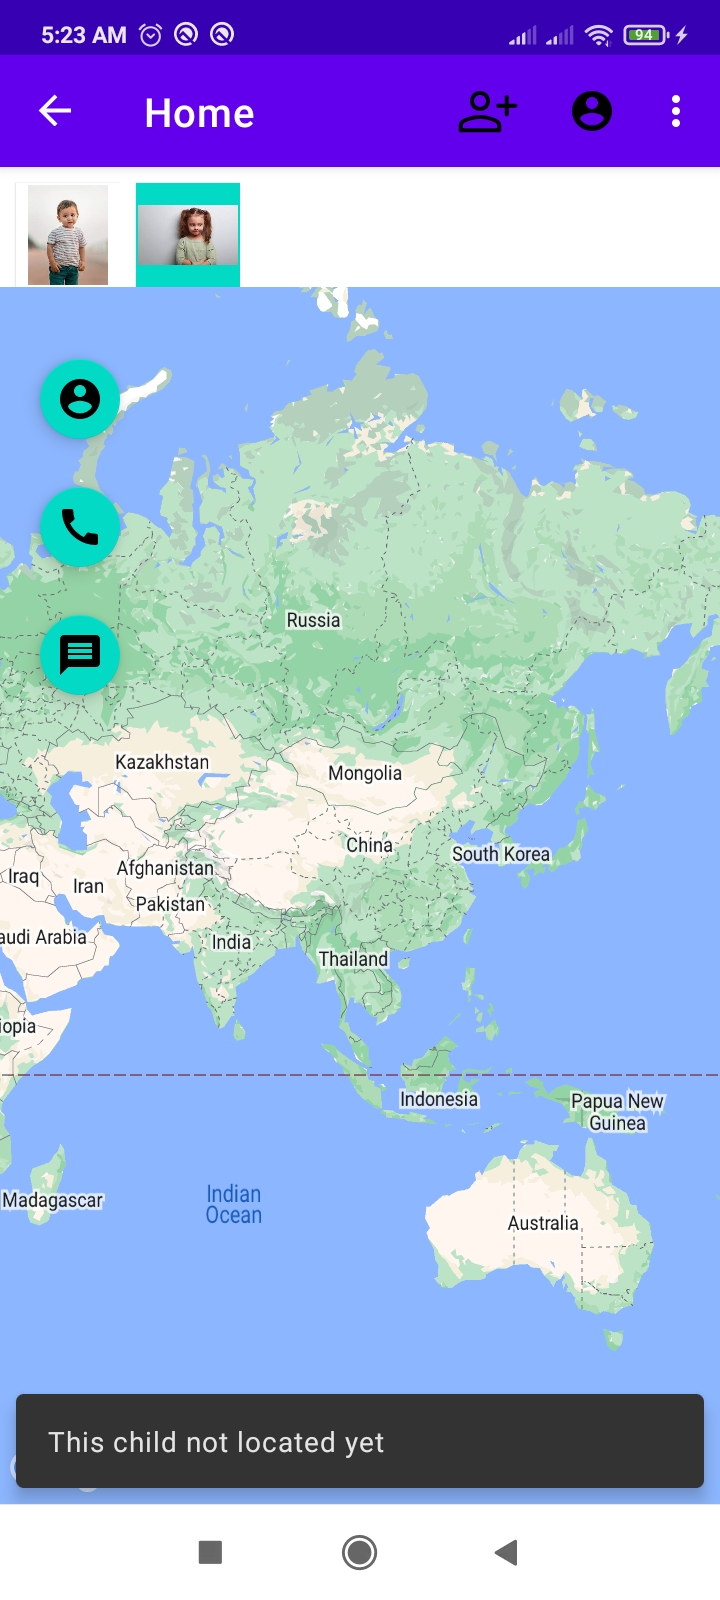 5:23 AM
94
Home
Russia
Kazakhstan
Mongolia
China
South Korea
Iraq
Iran
Afghanistan
Pakistan
audi Arabia
India
Thailand
iopia
Indonesia
Papua New
Guinea
Madagascar
Indian
Ocean
Australia
This child not located yet